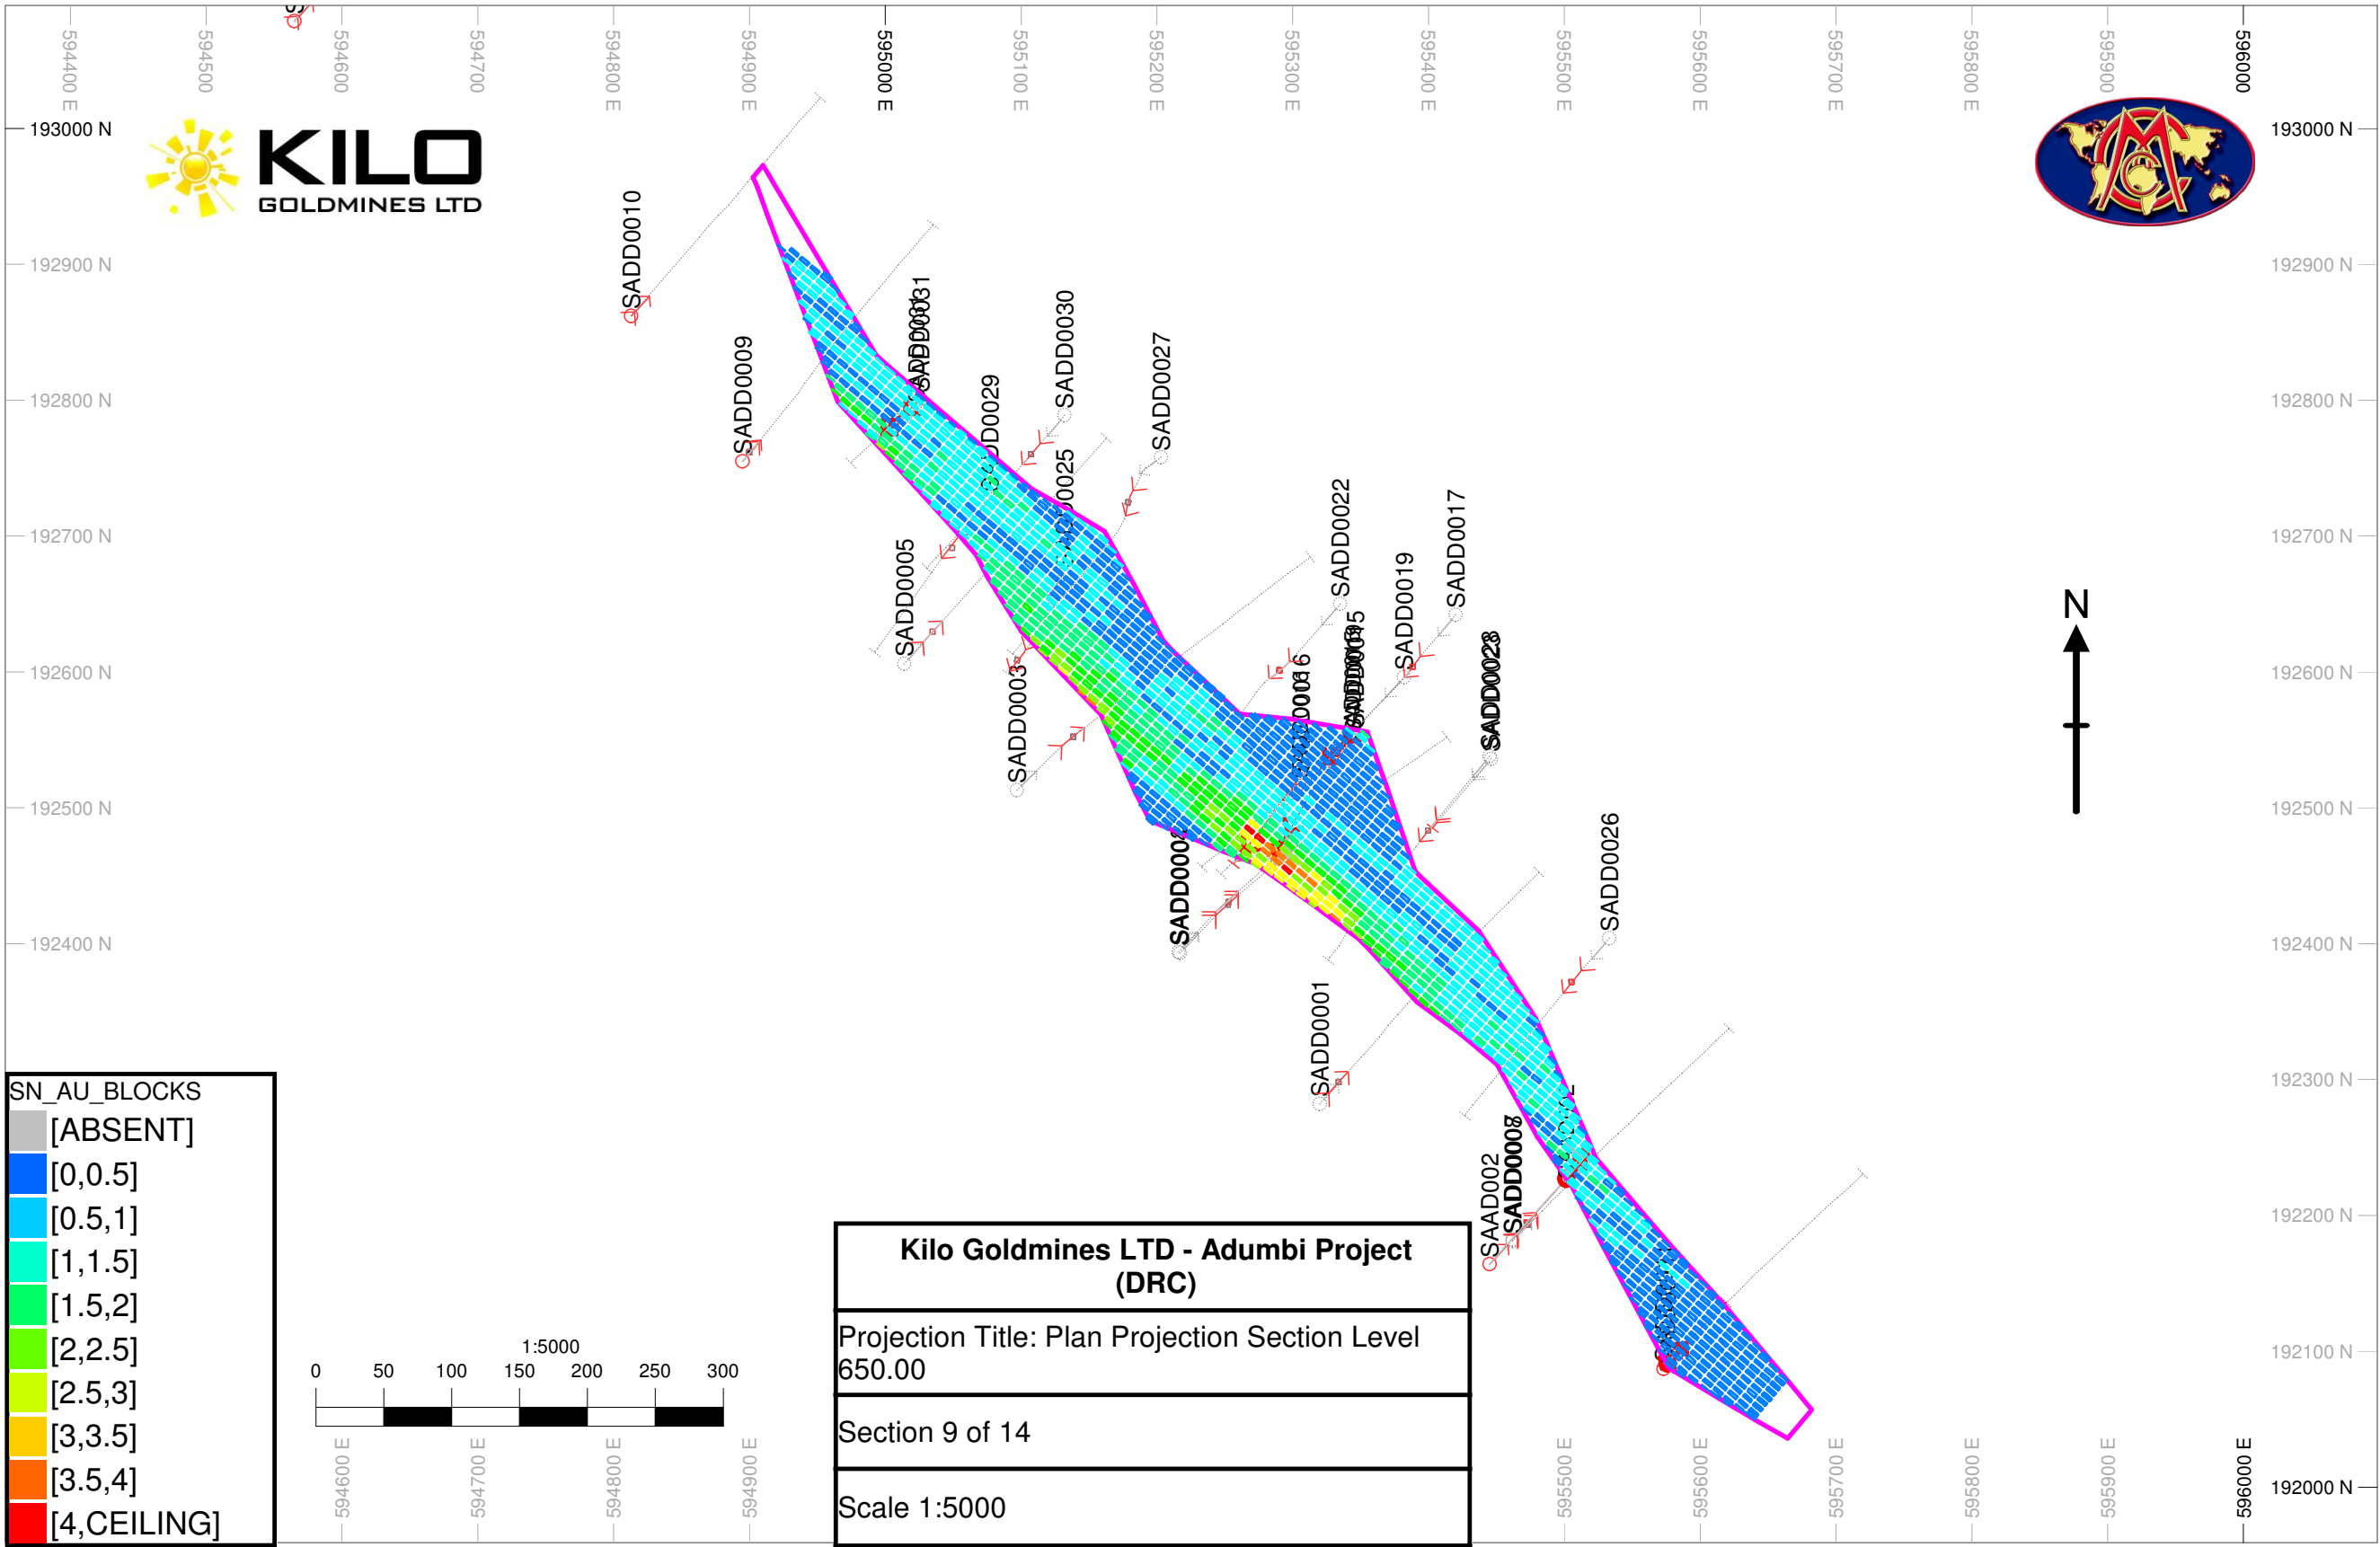 594400 E
594500
594600 E
594700
594800 E
594900 E
595000 E
595100 E
595200 E
595300 E
595400 E
595500 E
595600 E
595700 E
595800 E
595900 E
596000
193000 N
193000 N
KILO
GOLDMINES LTD
192900 N
192900 N
192800 N
192800 N
192700 N
192700 N
192600 N
192600 N
192500 N
192500 N
192400 N
192400 N
192300 N
192200 N
192100 N
192000 N
N
SADD0010
SADD0009
SADD0031
SADD0030
SADD0027
SADD0029
SADD0005
SADD0003
SADD0022
SADD0019
SADD0017
SADD0026
SADD0001
SAAD002
SN_AU_BLOCKS
[ABSENT]
[0,0.5]
[0.5,1]
[1,1.5]
[1.5,2]
[2,2.5]
[2.5,3]
[3,3.5]
[3.5,4]
[4,CEILING]
1:5000
0 50 100 150 200 250 300
Kilo Goldmines LTD - Adumbi Project
(DRC)
Projection Title: Plan Projection Section Level
650.00
Section 9 of 14
Scale 1:5000
594600 E
594700 E
594800 E
594900 E
595500 E
595600 E
595700 E
595800 E
595900 E
596000 E